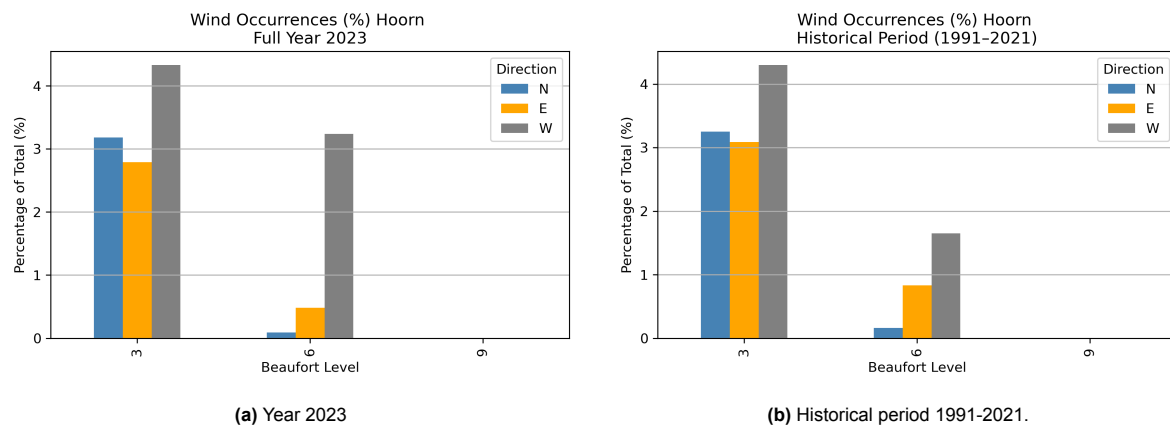 Wind Occurrences (%) Hoorn
Full Year 2023
Percentage of Total (%)
4
3
2
1
0
Direction
N
E
W
3
6
9
Beaufort Level
(a) Year 2023
Wind Occurrences (%) Hoorn
Historical Period (1991–2021)
Percentage of Total (%)
4
3
2
1
0
Direction
N
E
W
3
6
9
Beaufort Level
(b) Historical period 1991-2021.